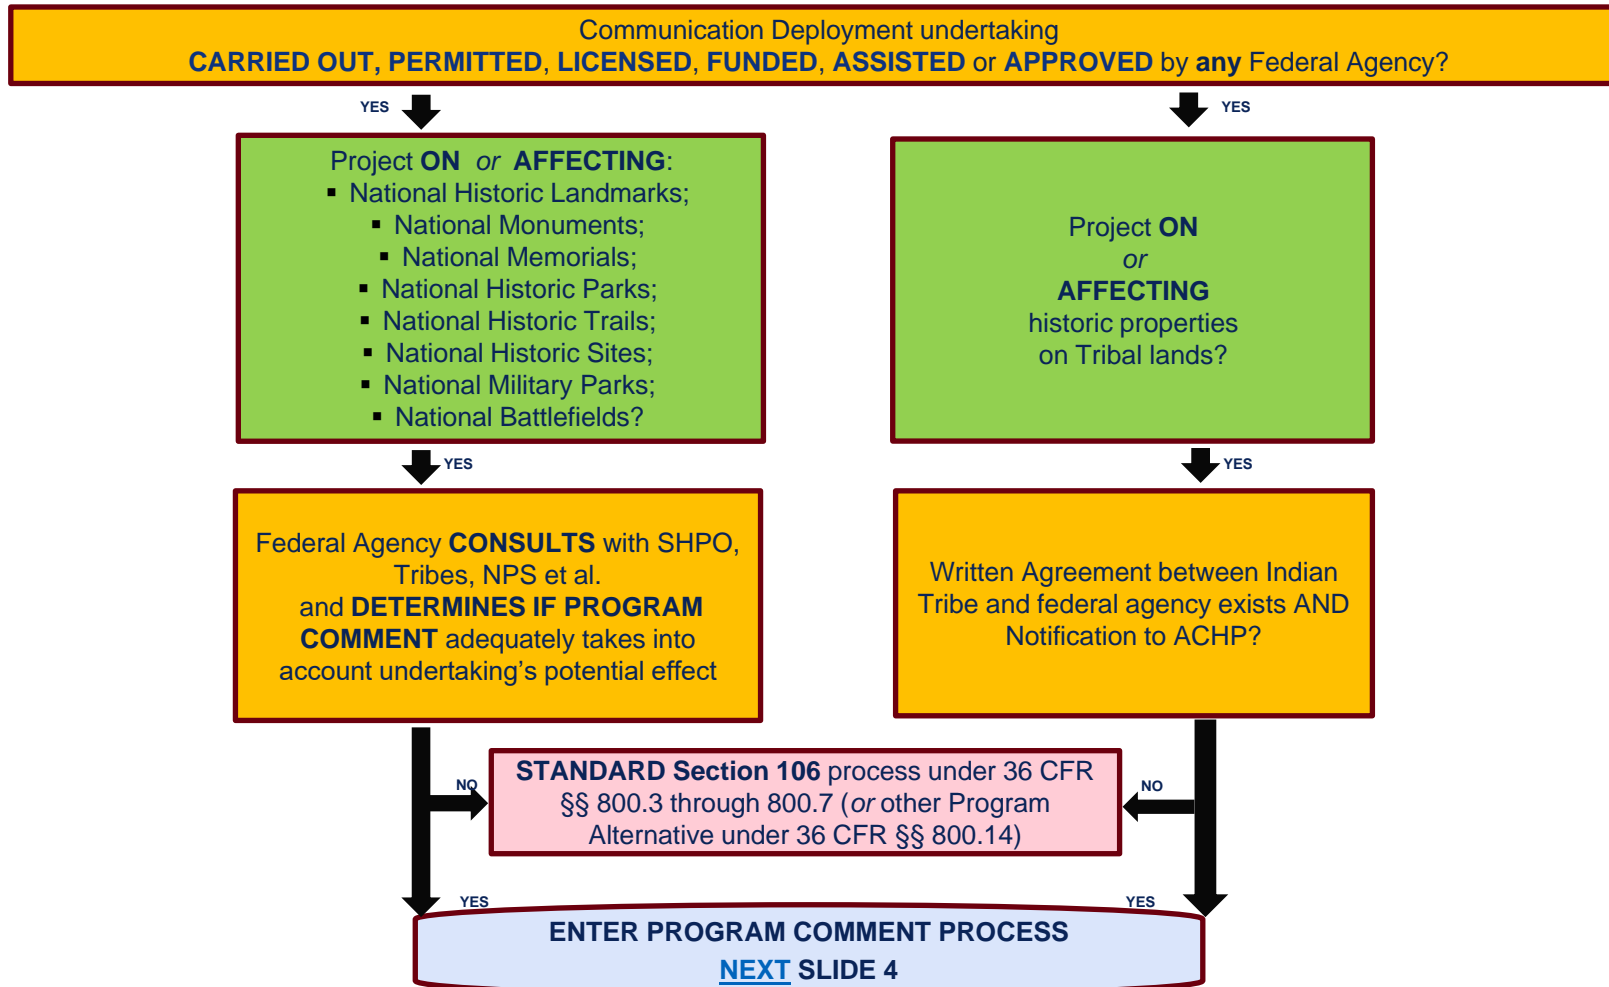 Communication Deployment undertaking
CARRIED OUT, PERMITTED, LICENSED, FUNDED, ASSISTED or APPROVED by any Federal Agency?
YES
YES
Project ON or AFFECTING:
▪ National Historic Landmarks;
▪ National Monuments;
▪ National Memorials;
▪ National Historic Parks;
▪ National Historic Trails;
▪ National Historic Sites;
▪ National Military Parks;
▪ National Battlefields?
Project ON
or
AFFECTING
historic properties
on Tribal lands?
YES
YES
Federal Agency CONSULTS with SHPO,
Tribes, NPS et al.
and DETERMINES IF PROGRAM
COMMENT adequately takes into
account undertaking’s potential effect
Written Agreement between Indian
Tribe and federal agency exists AND
Notification to ACHP?
NO
STANDARD Section 106 process under 36 CFR
§§ 800.3 through 800.7 (or other Program
Alternative under 36 CFR §§ 800.14)
NO
YES
YES
ENTER PROGRAM COMMENT PROCESS
NEXT SLIDE 4